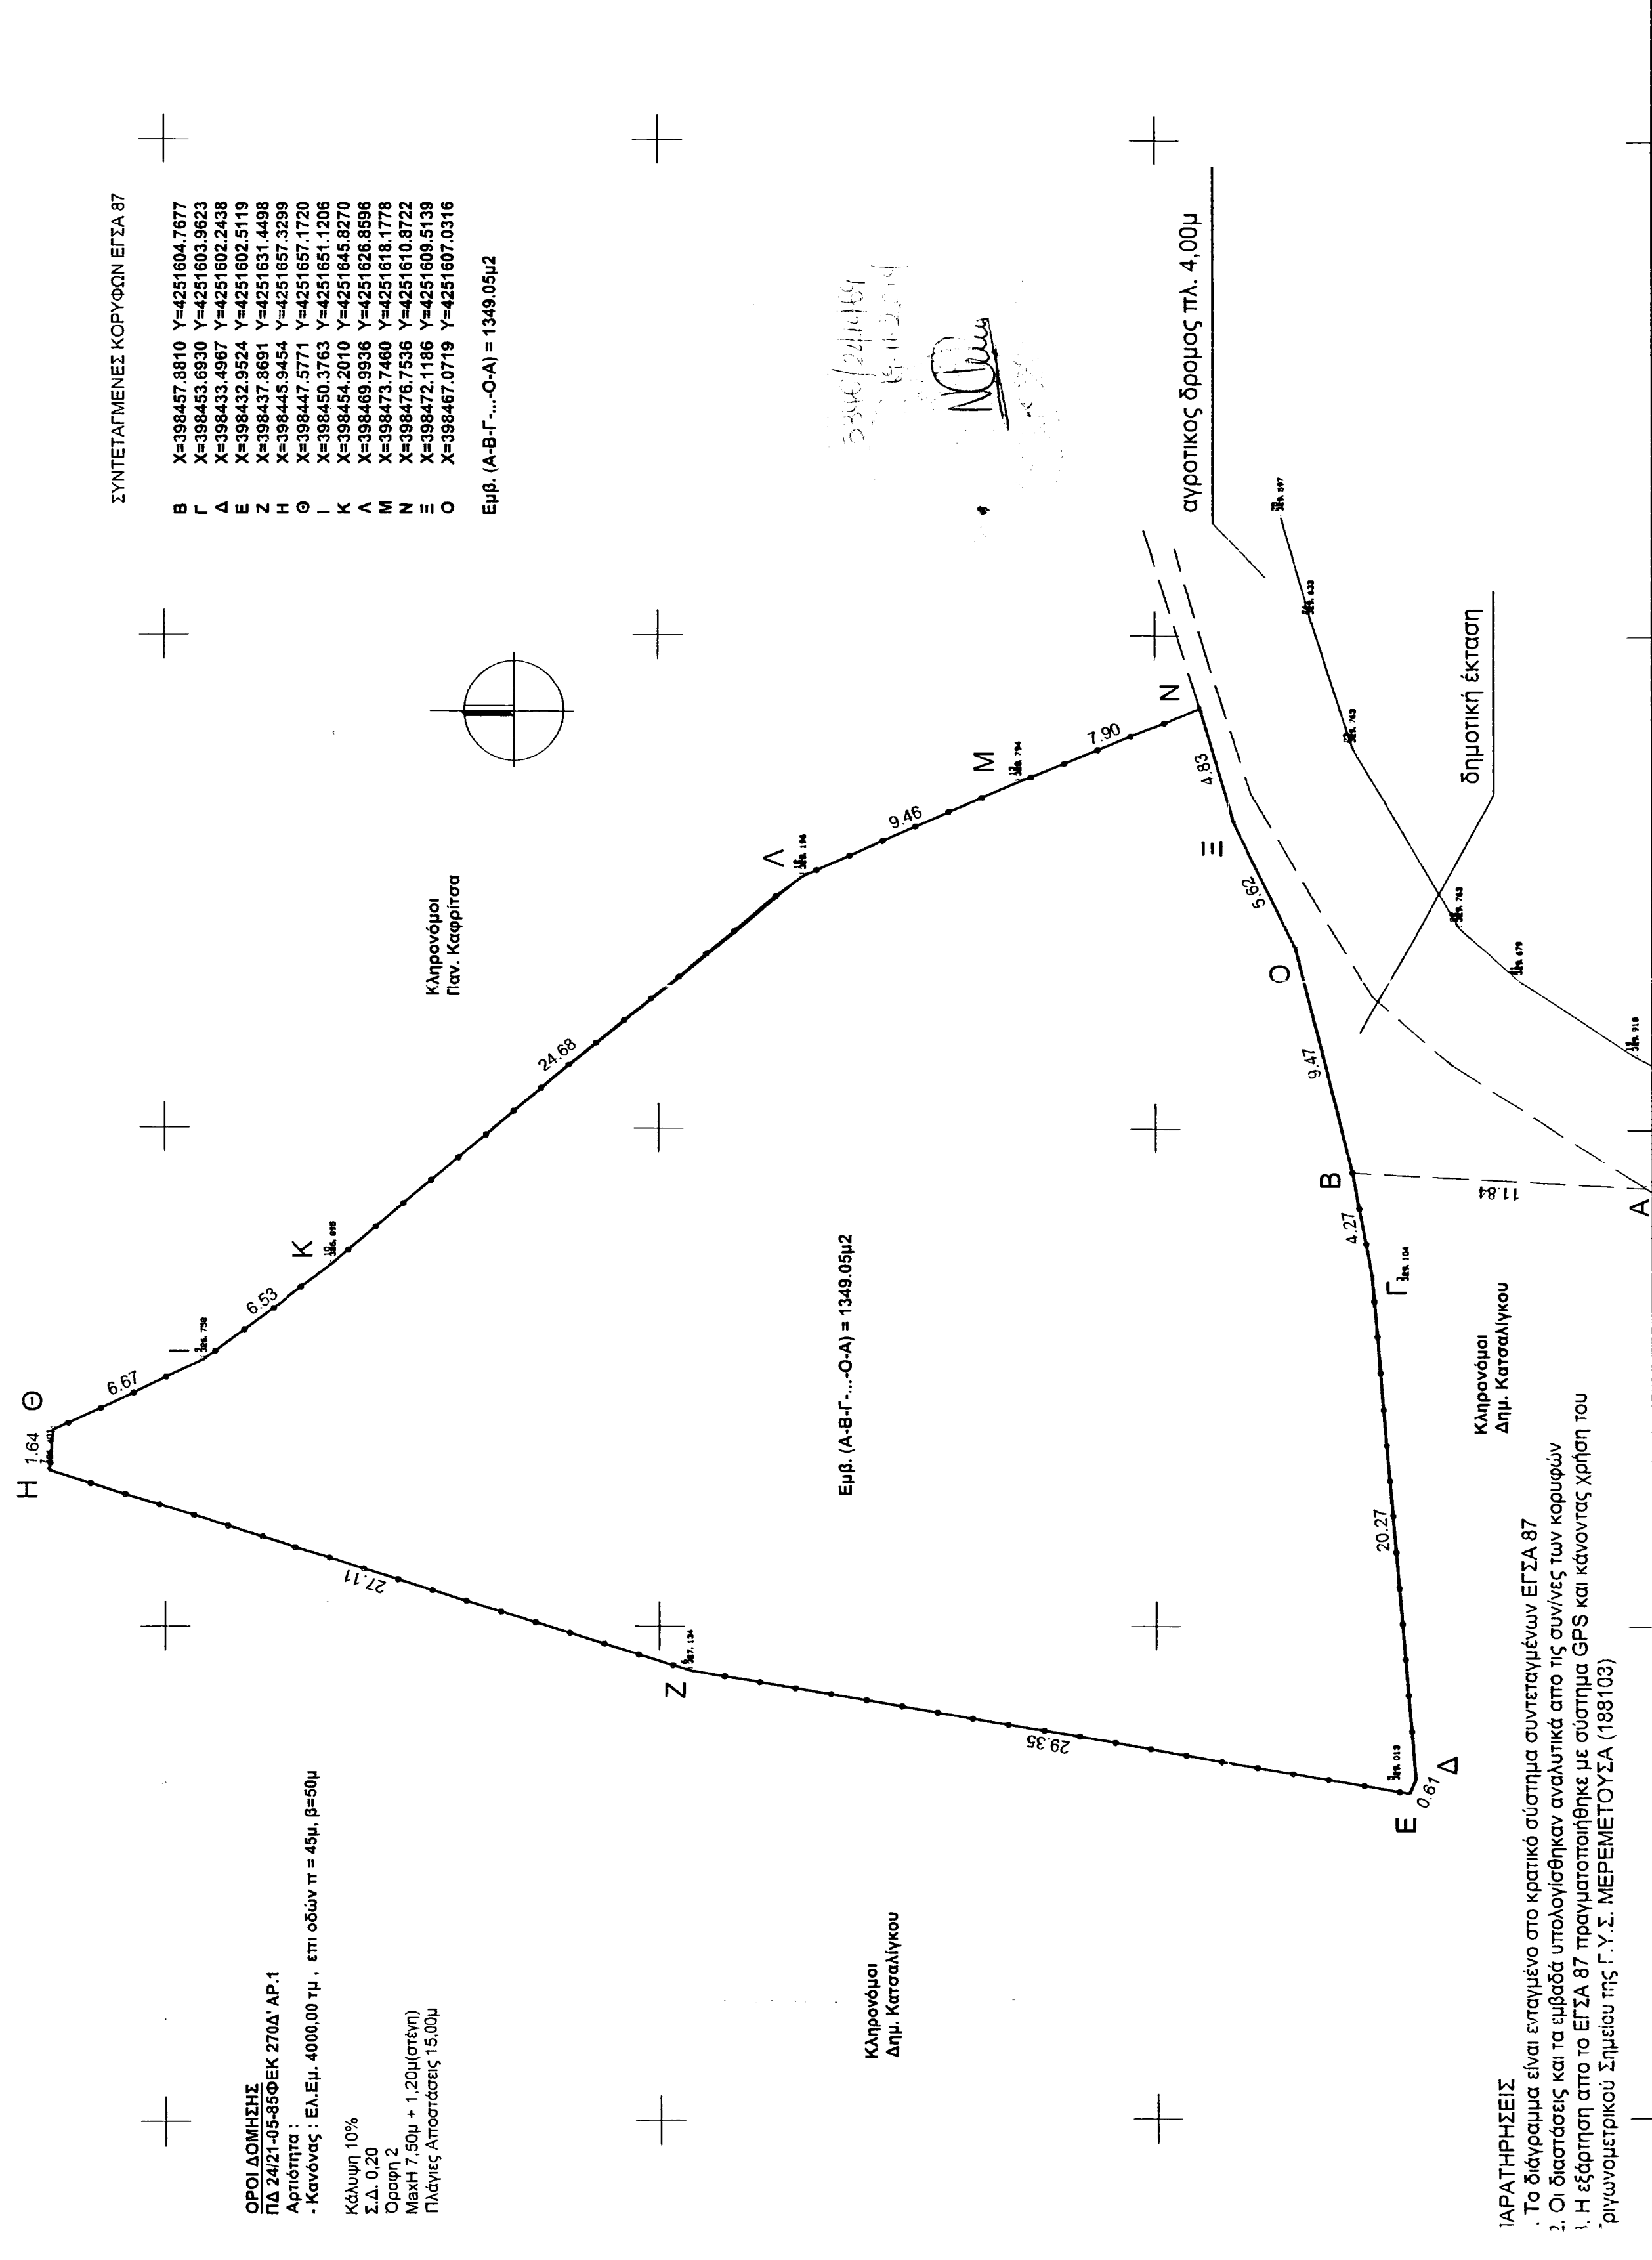 ΣΥΝΤΕΤΑΓΜΕΝΕΣ ΚΟΡΥΦΩΝ ΕΓΣΑ 87
Β X=398457.8810 Y=4251604.7677
Γ X=398453.6930 Y=4251603.9623
Δ X=398433.4967 Y=4251602.2438
Ε X=398432.9524 Y=4251602.5119
Ζ X=398437.8691 Y=4251631.4498
Η X=398445.9454 Y=4251657.3299
Θ X=398447.5771 Y=4251657.1720
Ι X=398450.3763 Y=4251651.1206
Κ X=398454.2010 Y=4251645.8270
Λ X=398469.9936 Y=4251626.8596
Μ X=398473.7460 Y=4251618.1778
Ν X=398476.7536 Y=4251610.8722
Ξ X=398472.1186 Y=4251609.5139
Ο X=398467.0719 Y=4251607.0316
Εμβ. (Α-Β-Γ-...-Ο-Α) = 1349.05μ2
Η
1.64
Θ
6.67
Ι
6.53
Κ
24.68
Λ
9.46
Μ
7.90
Ν
4.83
Ξ
5.62
Ο
9.47
Β
4.27
Γ
20.27
Δ
0.61
Ε
29.35
Ζ
27.11
11.84
Α
Κληρονόμοι
Παν. Καφρίτσα
Εμβ. (Α-Β-Γ-...-Ο-Α) = 1349.05μ2
αγροτικος δρομος πλ. 4,00μ
δημοτική έκταση
Κληρονόμοι
Δημ. Κατσαλίγκου
Κληρονόμοι
Δημ. Κατσαλίγκου
ΟΡΟΙ ΔΟΜΗΣΗΣ
ΠΔ 24/21-05-85ΦΕΚ 270Δ' ΑΡ.1
Αρτιότητα :
- Κανόνας : Ελ.Εμ. 4000,00 τμ , επι οδών π = 45μ, β=50μ
Κάλυψη 10%
Σ.Δ. 0,20
Όροφη 2
ΜaxΗ 7,50μ + 1,20μ(στέγη)
Πλάγιες Αποστάσεις 15,00μ
ΙΑΡΑΤΗΡΗΣΕΙΣ
. Το διάγραμμα είναι ενταγμένο στο κρατικό σύστημα συντεταγμένων ΕΓΣΑ 87
2. Οι διαστάσεις και τα εμβαδά υπολογίσθηκαν αναλυτικά απο τις συν/νες των κορυφών
3. Η εξάρτηση απο το ΕΓΣΑ 87 πραγματοποιήθηκε με σύστημα GPS και κάνοντας χρήση του
ριγωνομετρικού Σημείου της Γ.Υ.Σ. ΜΕΡΕΜΕΤΟΥΣΑ (188103)